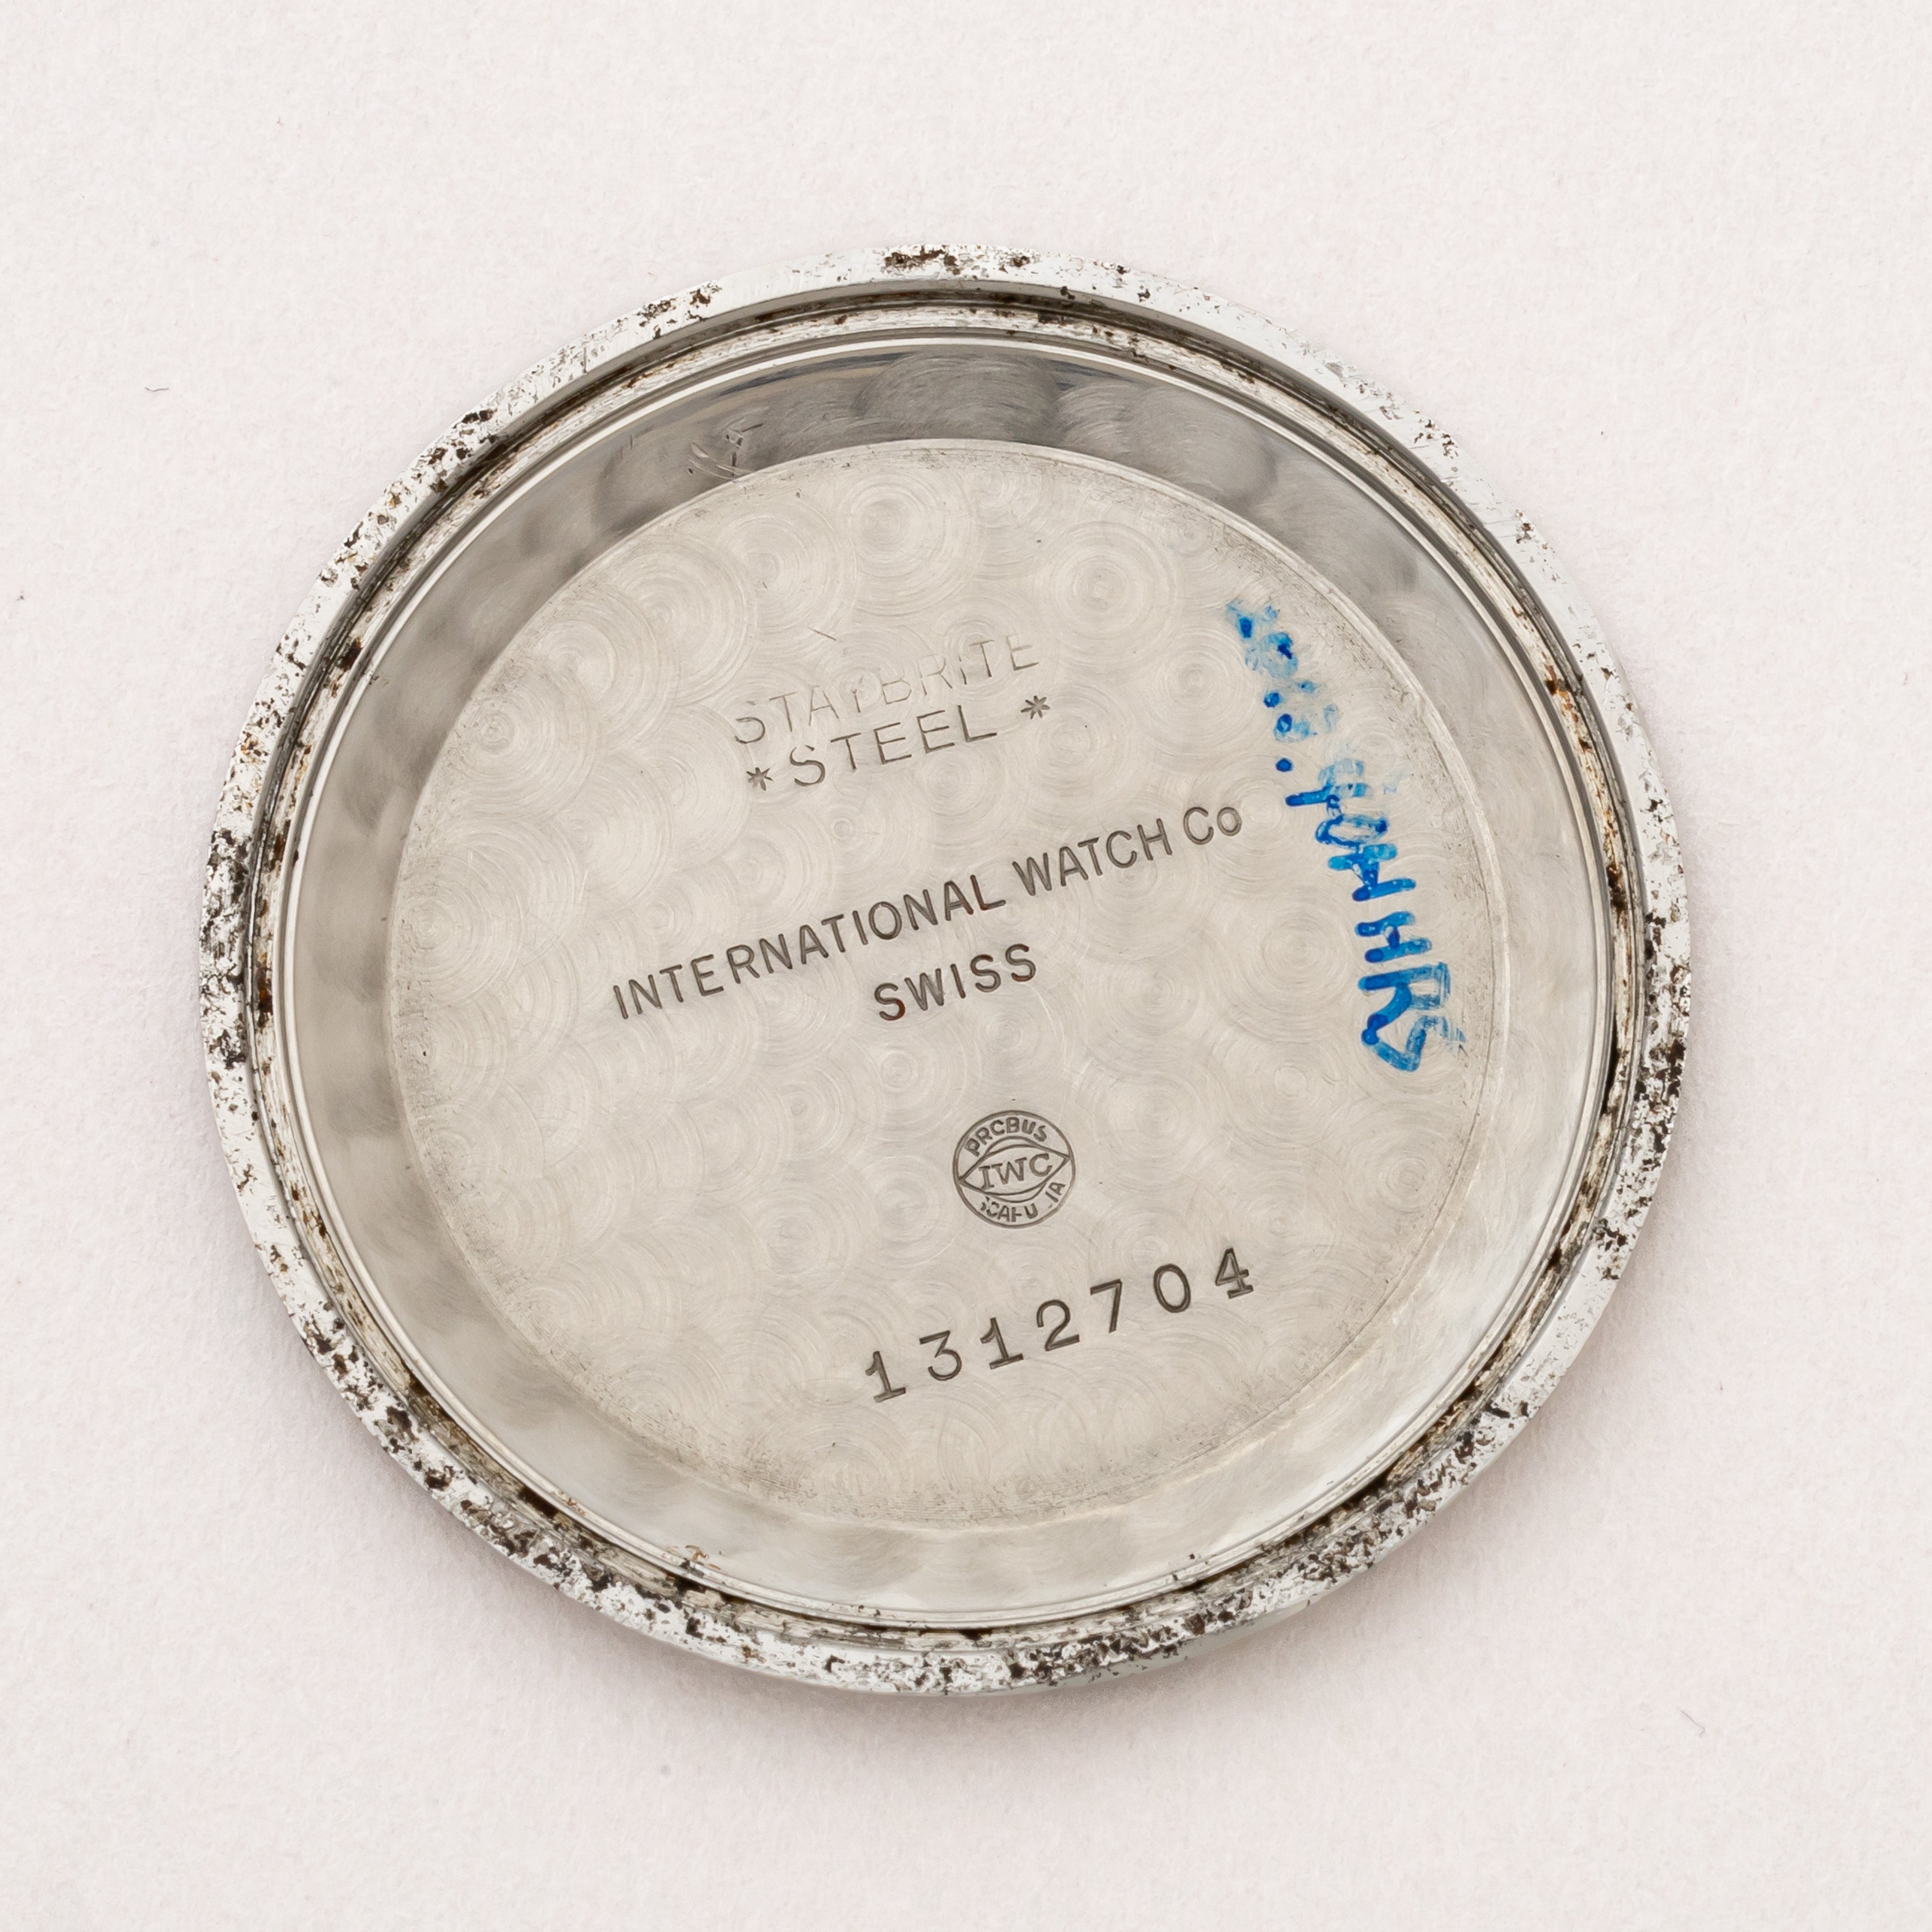 STAYBRITE
* STEEL *
INTERNATIONAL WATCH Co
SWISS
PROBUS
IWC
1312704